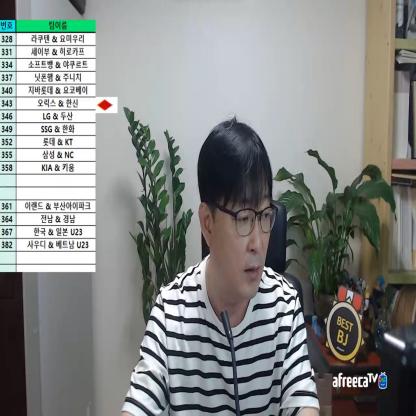 번호 팀이름
328 라쿠텐 & 요미우리
331 세이부 & 히로카프
334 소프트뱅 & 야쿠르트
337 닛폰햄 & 주니치
340 지바롯데 & 요코베이
343 오릭스 & 한신
346 LG & 두산
349 SSG & 한화
352 롯데 & KT
355 삼성 & NC
358 KIA & 키움
361 이랜드 & 부산아이파크
364 전남 & 경남
367 한국 & 일본 U23
382 사우디 & 베트남 U23
BEST
BJ
afreecaTV